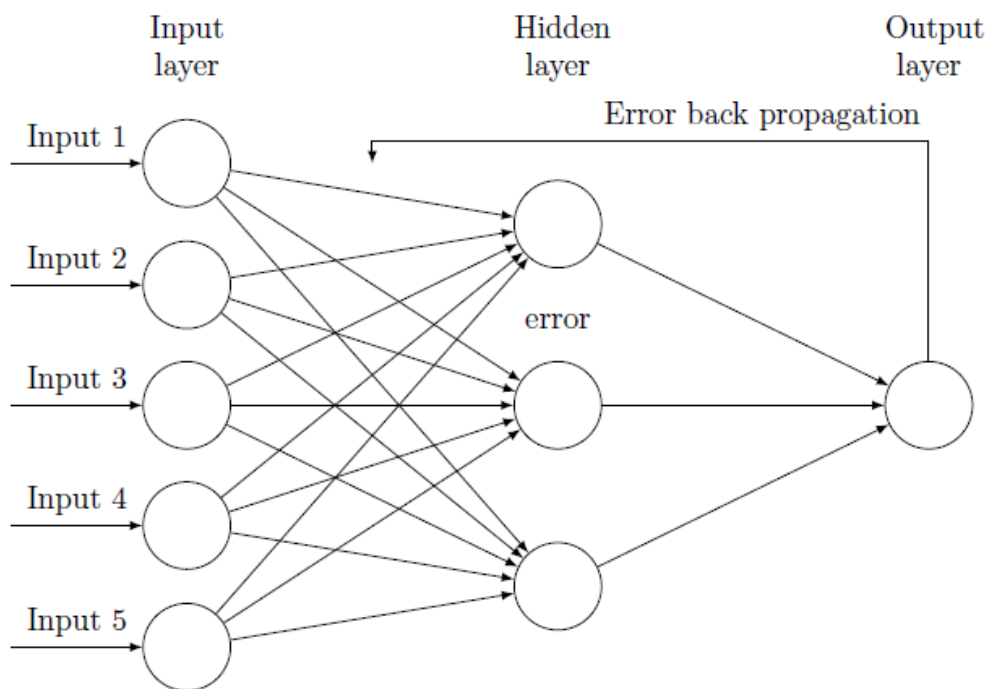 Input
layer
Hidden
layer
Output
layer
Error back propagation
Input 1
Input 2
error
Input 3
Input 4
Input 5